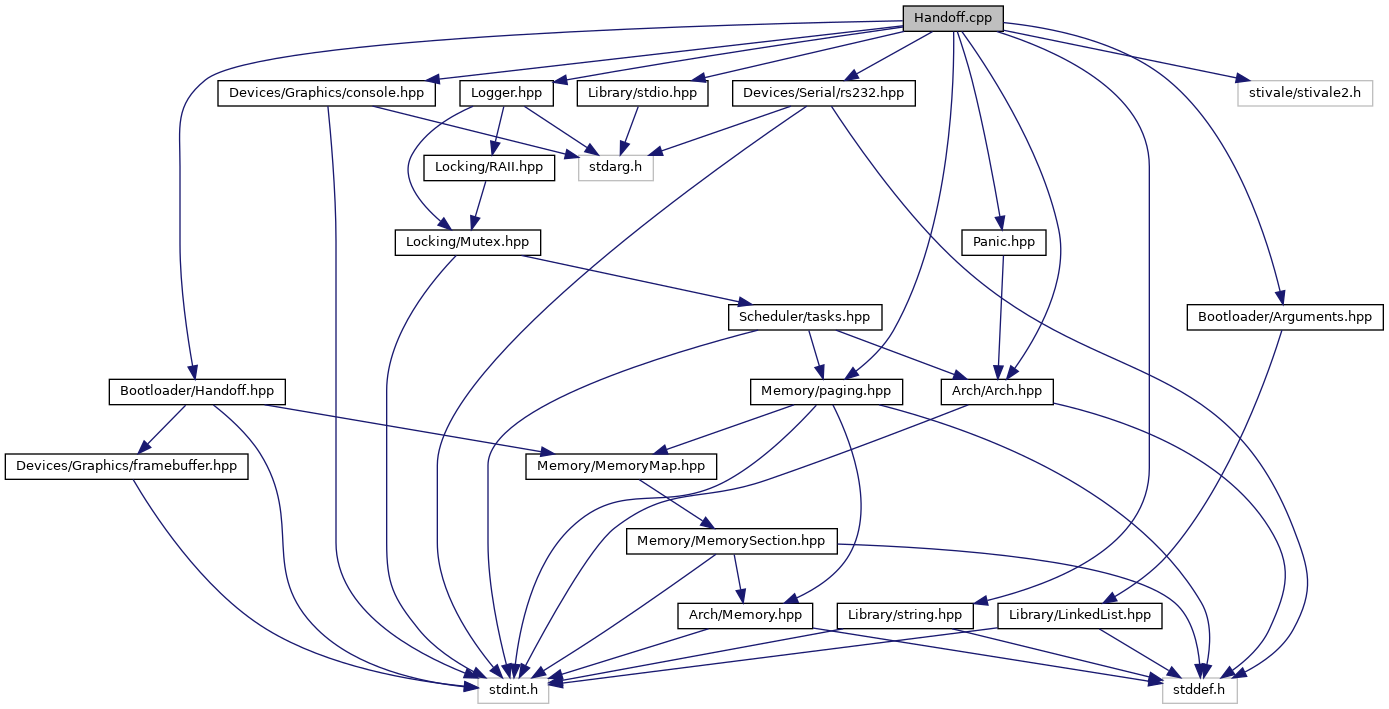 Handoff.cpp
Devices/Graphics/console.hpp
Logger.hpp
Library/stdio.hpp
Devices/Serial/rs232.hpp
stivale/stivale2.h
Locking/RAII.hpp
stdarg.h
Locking/Mutex.hpp
Panic.hpp
Scheduler/tasks.hpp
Bootloader/Arguments.hpp
Bootloader/Handoff.hpp
Memory/paging.hpp
Arch/Arch.hpp
Devices/Graphics/framebuffer.hpp
Memory/MemoryMap.hpp
Memory/MemorySection.hpp
Arch/Memory.hpp
Library/string.hpp
Library/LinkedList.hpp
stdint.h
stddef.h